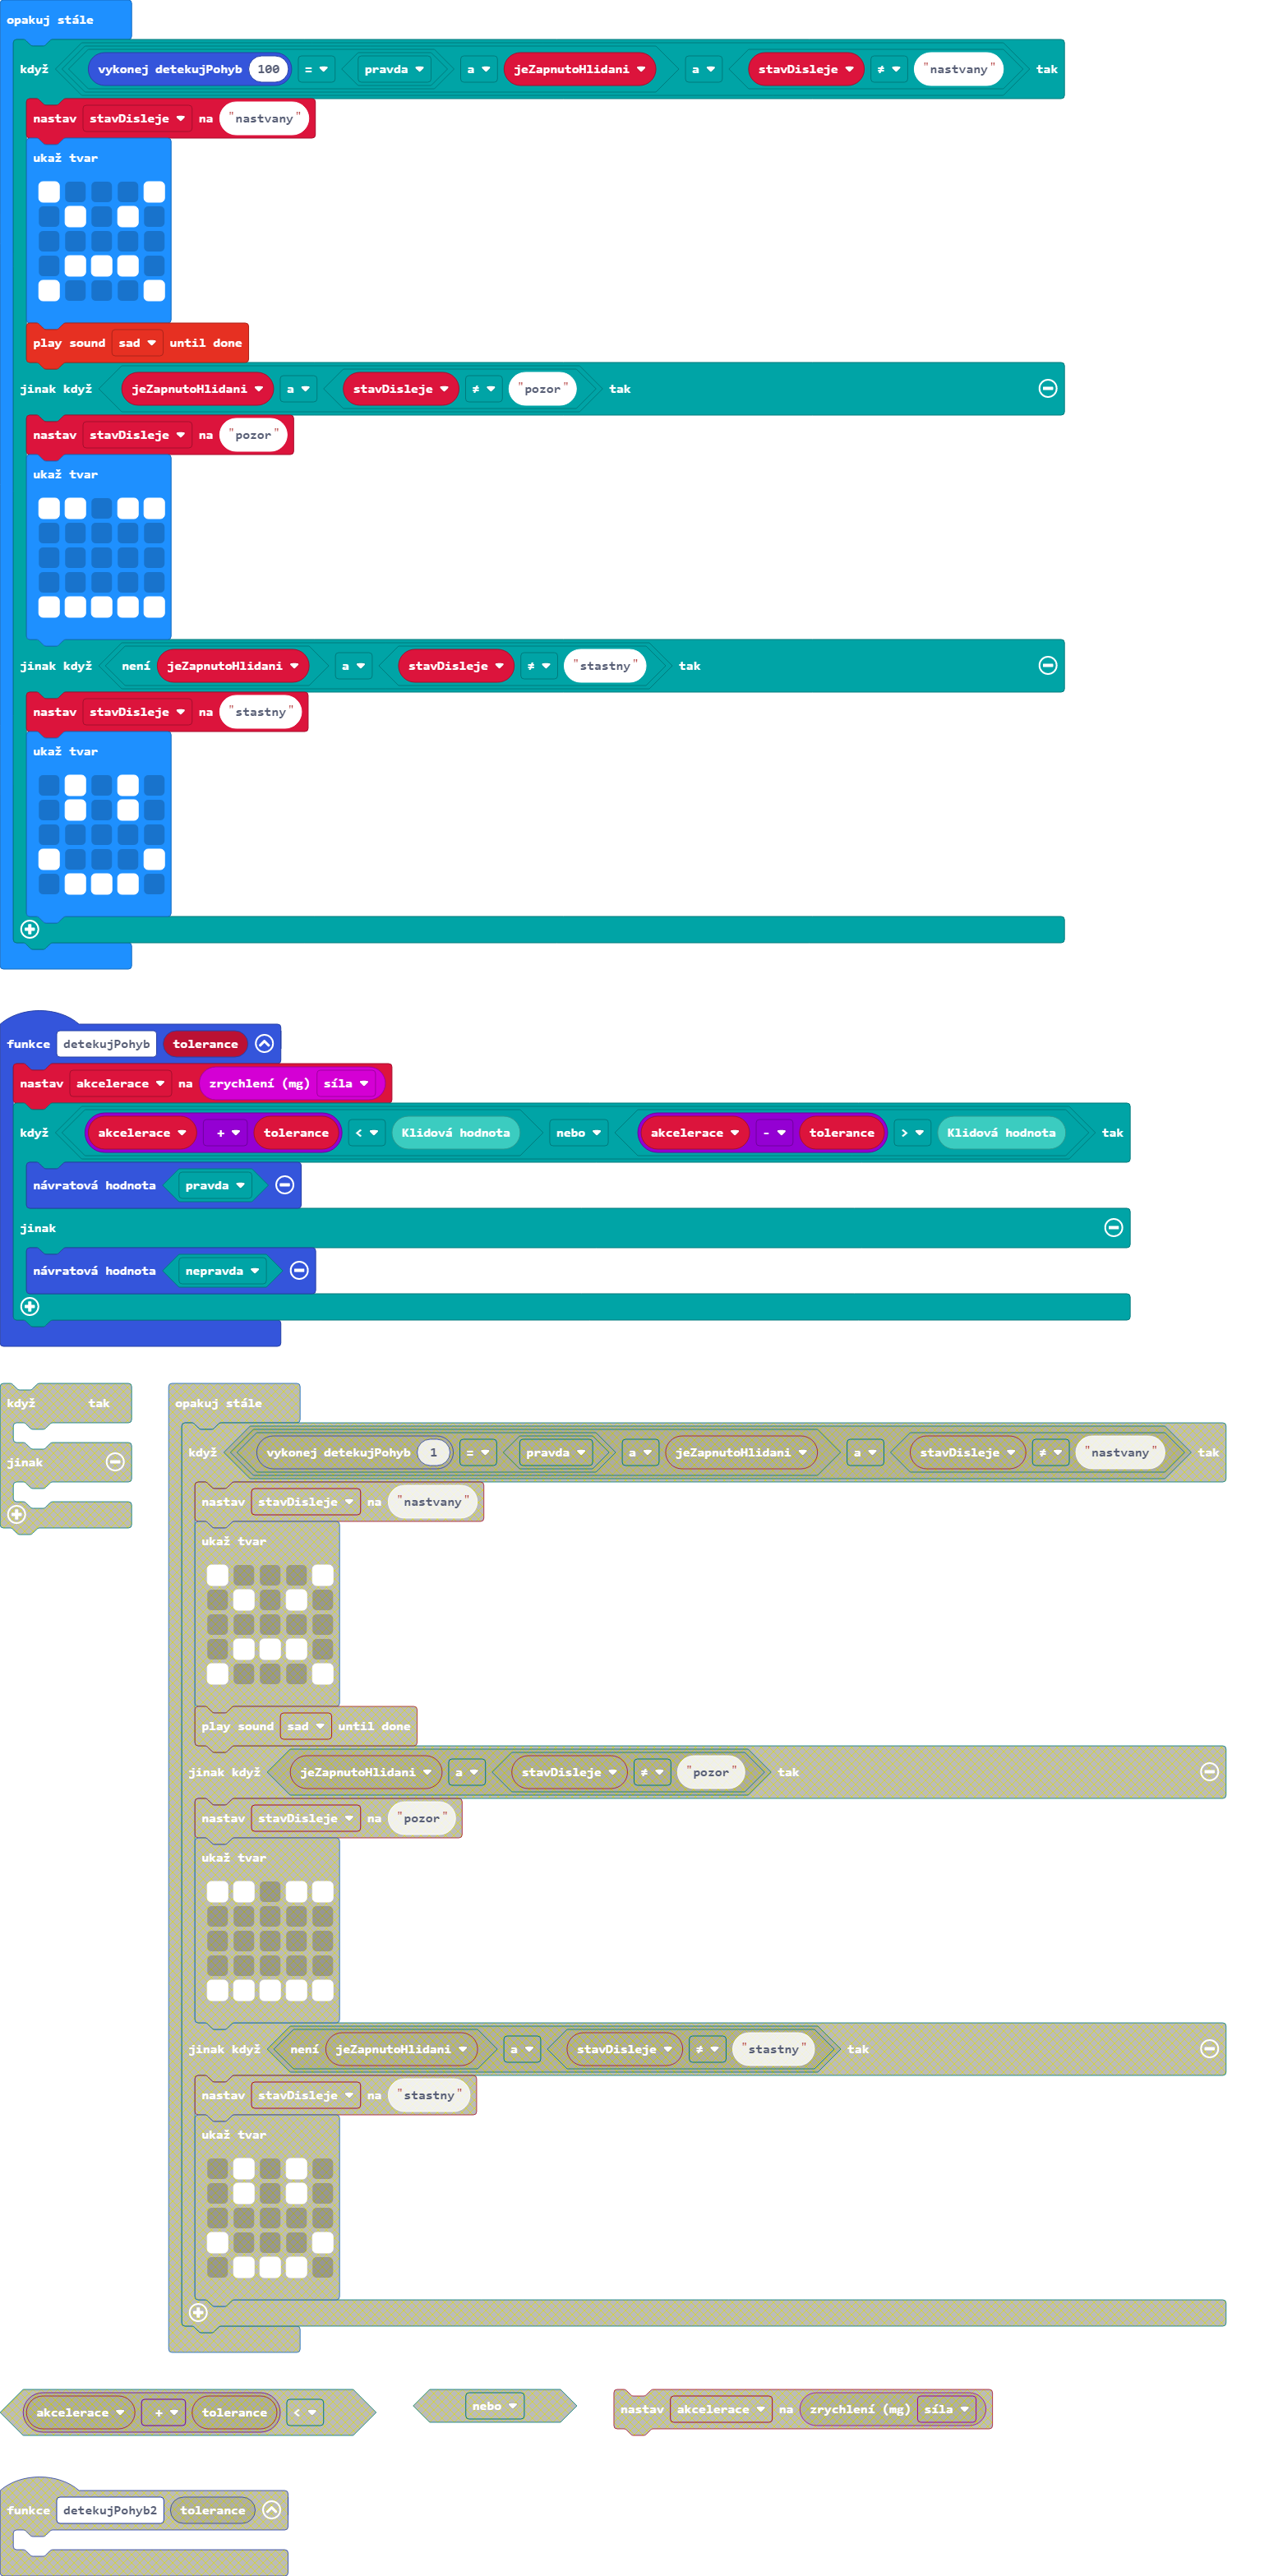 opakuj stále
když vykonej detekujPohyb 100 = pravda a jeZapnutoHlidani a stavDisleje ≠ "nastvany" tak
nastav stavDisleje na "nastvany"
ukaž tvar
play sound sad until done
jinak když jeZapnutoHlidani a stavDisleje ≠ "pozor" tak
nastav stavDisleje na "pozor"
ukaž tvar
jinak když není jeZapnutoHlidani a stavDisleje ≠ "stastny" tak
nastav stavDisleje na "stastny"
ukaž tvar
funkce detekujPohyb tolerance
nastav akcelerace na zrychlení (mg) síla
když akcelerace + tolerance < Klidová hodnota nebo akcelerace - tolerance > Klidová hodnota tak
návratová hodnota pravda
jinak
návratová hodnota nepravda
když tak
jinak
opakuj stále
když vykonej detekujPohyb 1 = pravda a jeZapnutoHlidani a stavDisleje ≠ "nastvany" tak
nastav stavDisleje na "nastvany"
ukaž tvar
play sound sad until done
jinak když jeZapnutoHlidani a stavDisleje ≠ "pozor" tak
nastav stavDisleje na "pozor"
ukaž tvar
jinak když není jeZapnutoHlidani a stavDisleje ≠ "stastny" tak
nastav stavDisleje na "stastny"
ukaž tvar
akcelerace + tolerance <
nebo
nastav akcelerace na zrychlení (mg) síla
funkce detekujPohyb2 tolerance